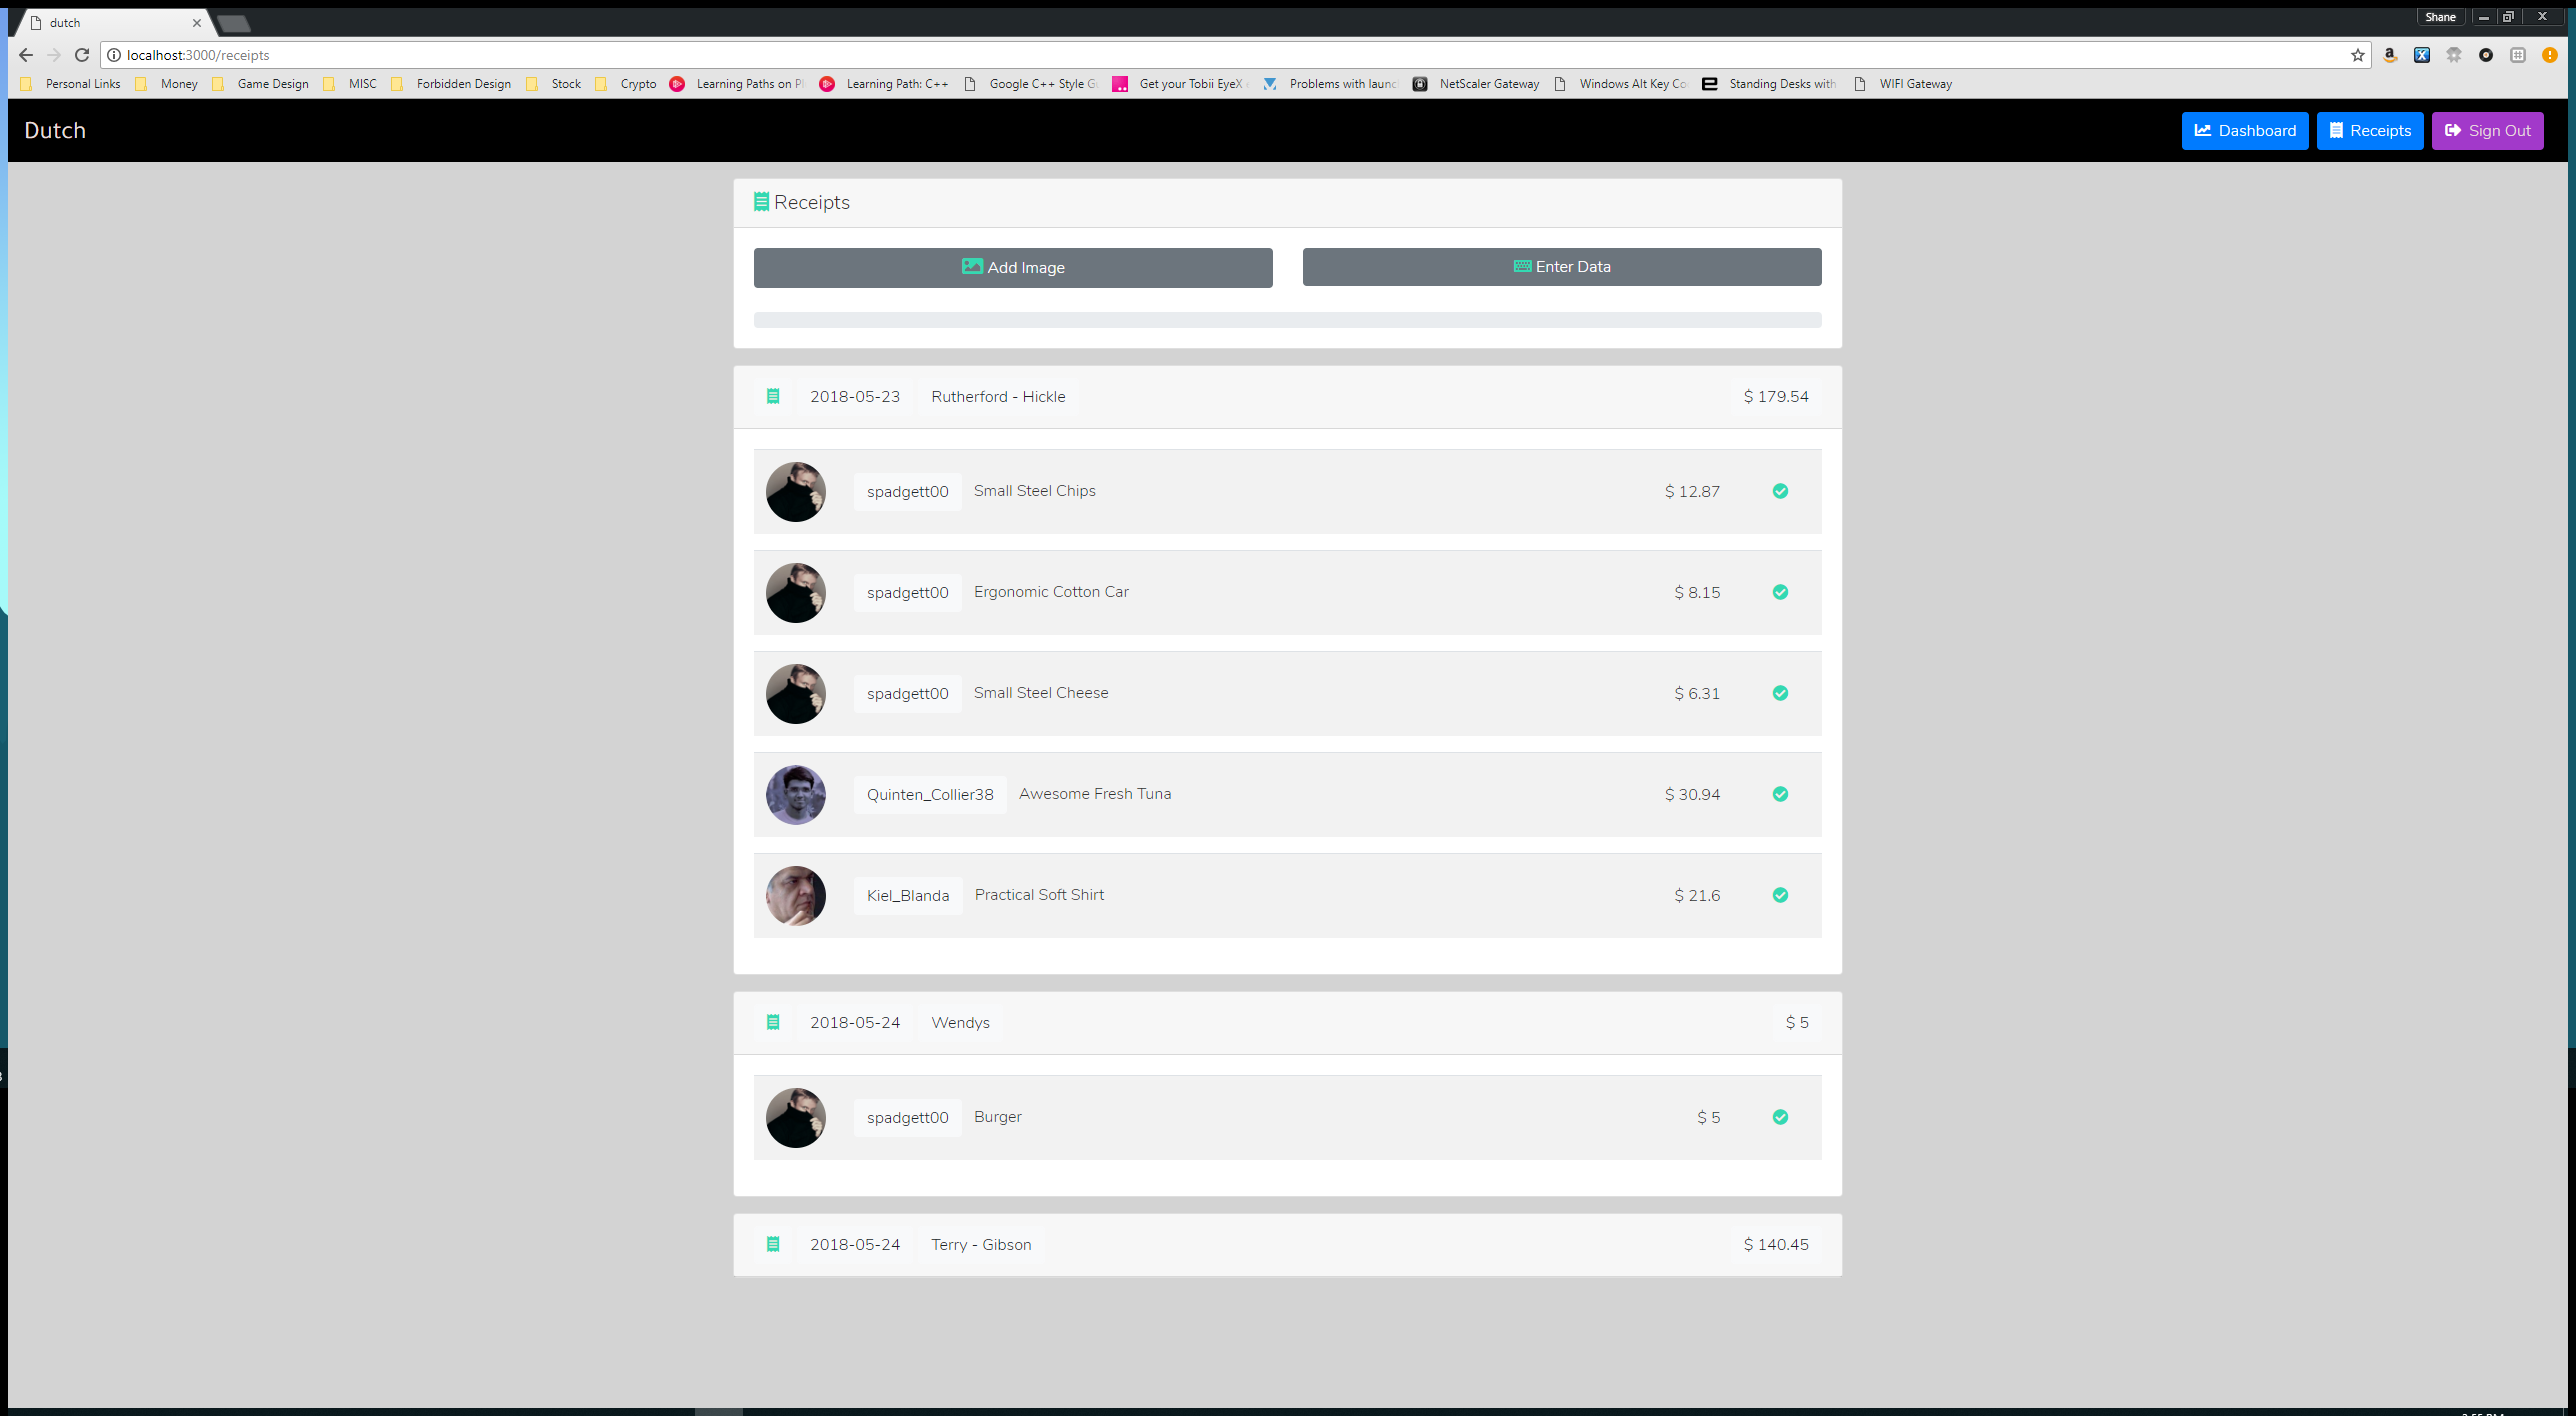 dutch
Shane
localhost:3000/receipts
Personal Links Money Game Design MISC Forbidden Design Stock Crypto Learning Paths on Learning Path: C++ Google C++ Style Get your Tobii EyeX Problems with NetScaler Gateway Windows Alt Key Standing Desks with WIFI Gateway
Dutch Dashboard Receipts Sign Out
Receipts
Add Image Enter Data
2018-05-23 Rutherford - Hickle $ 179.54
spadgett00 Small Steel Chips $ 12.87
spadgett00 Ergonomic Cotton Car $ 8.15
spadgett00 Small Steel Cheese $ 6.31
Quinten_Collier38 Awesome Fresh Tuna $ 30.94
Kiel_Blanda Practical Soft Shirt $ 21.6
2018-05-24 Wendys $ 5
spadgett00 Burger $ 5
2018-05-24 Terry - Gibson $ 140.45